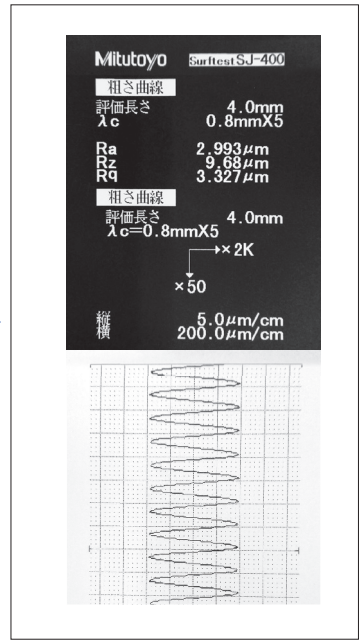 Mitutoyo SurftestSJ-400
粗さ曲線
評価長さ 4.0mm
λc 0.8mmX5
Ra 2.993μm
Rz 9.68μm
Rq 3.327μm
粗さ曲線
評価長さ 4.0mm
λc=0.8mmX5
×2K
×50
縦 5.0μm/cm
横 200.0μm/cm